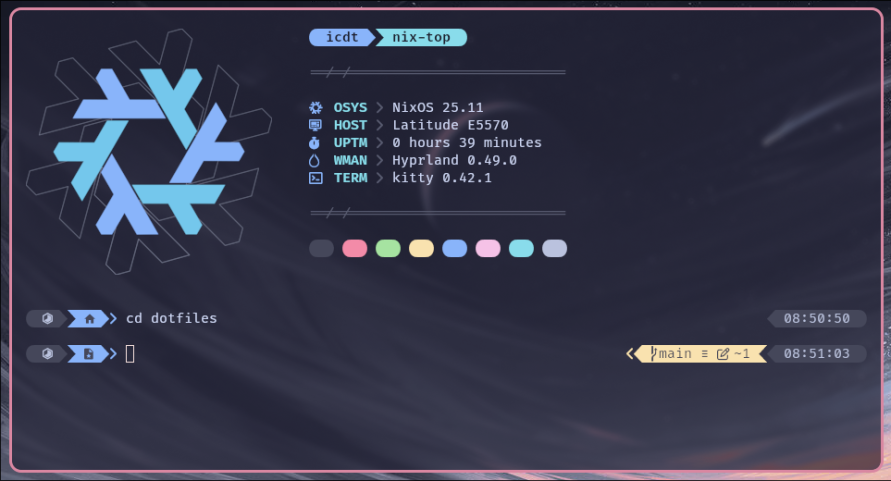 icdt nix-top
OSYS NixOS 25.11
HOST Latitude E5570
UPTM 0 hours 39 minutes
WMAN Hyprland 0.49.0
TERM kitty 0.42.1
cd dotfiles 08:50:50
main ≡ ~1 08:51:03